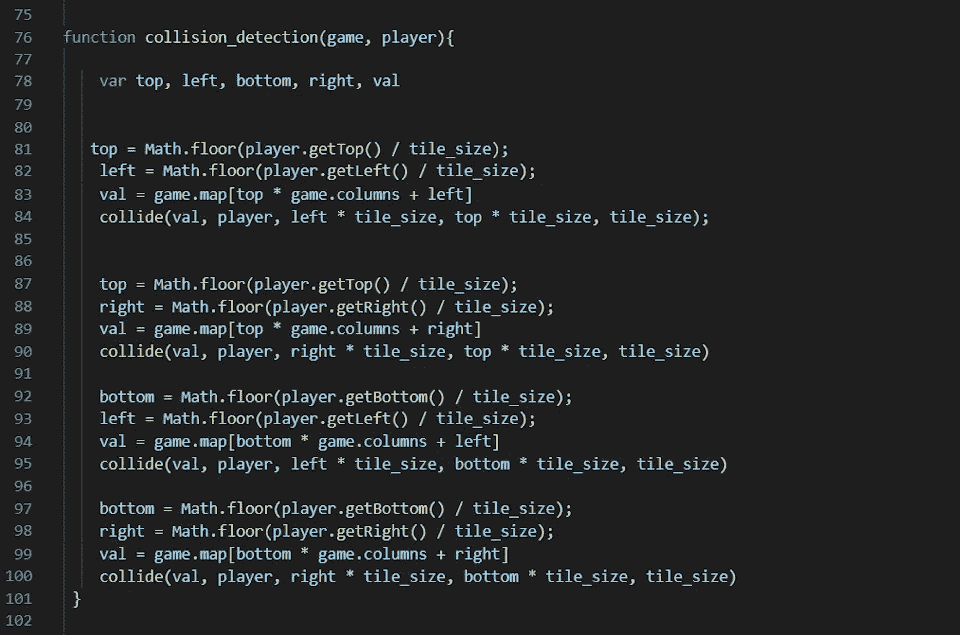 75
76 function collision_detection(game, player){
77
78 var top, left, bottom, right, val
79
80
81 top = Math.floor(player.getTop() / tile_size);
82 left = Math.floor(player.getLeft() / tile_size);
83 val = game.map[top * game.columns + left]
84 collide(val, player, left * tile_size, top * tile_size, tile_size);
85
86
87 top = Math.floor(player.getTop() / tile_size);
88 right = Math.floor(player.getRight() / tile_size);
89 val = game.map[top * game.columns + right]
90 collide(val, player, right * tile_size, top * tile_size, tile_size)
91
92 bottom = Math.floor(player.getBottom() / tile_size);
93 left = Math.floor(player.getLeft() / tile_size);
94 val = game.map[bottom * game.columns + left]
95 collide(val, player, left * tile_size, bottom * tile_size, tile_size)
96
97 bottom = Math.floor(player.getBottom() / tile_size);
98 right = Math.floor(player.getRight() / tile_size);
99 val = game.map[bottom * game.columns + right]
100 collide(val, player, right * tile_size, bottom * tile_size, tile_size)
101 }
102